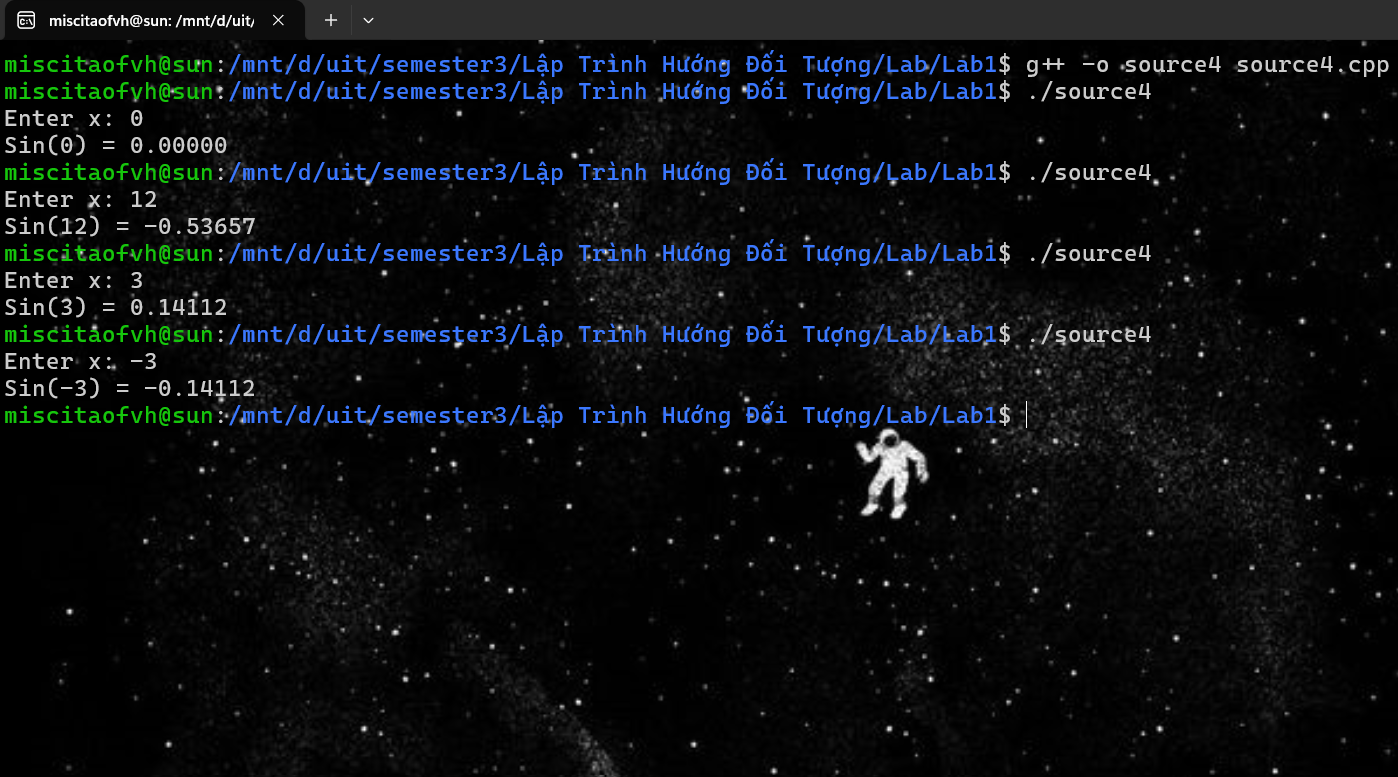 miscitaofvh@sun: /mnt/d/uit/
miscitaofvh@sun:/mnt/d/uit/semester3/Lập Trình Hướng Đối Tượng/Lab/Lab1$ g++ -o source4 source4.cpp
miscitaofvh@sun:/mnt/d/uit/semester3/Lập Trình Hướng Đối Tượng/Lab/Lab1$ ./source4
Enter x: 0
Sin(0) = 0.00000
miscitaofvh@sun:/mnt/d/uit/semester3/Lập Trình Hướng Đối Tượng/Lab/Lab1$ ./source4
Enter x: 12
Sin(12) = -0.53657
miscitaofvh@sun:/mnt/d/uit/semester3/Lập Trình Hướng Đối Tượng/Lab/Lab1$ ./source4
Enter x: 3
Sin(3) = 0.14112
miscitaofvh@sun:/mnt/d/uit/semester3/Lập Trình Hướng Đối Tượng/Lab/Lab1$ ./source4
Enter x: -3
Sin(-3) = -0.14112
miscitaofvh@sun:/mnt/d/uit/semester3/Lập Trình Hướng Đối Tượng/Lab/Lab1$